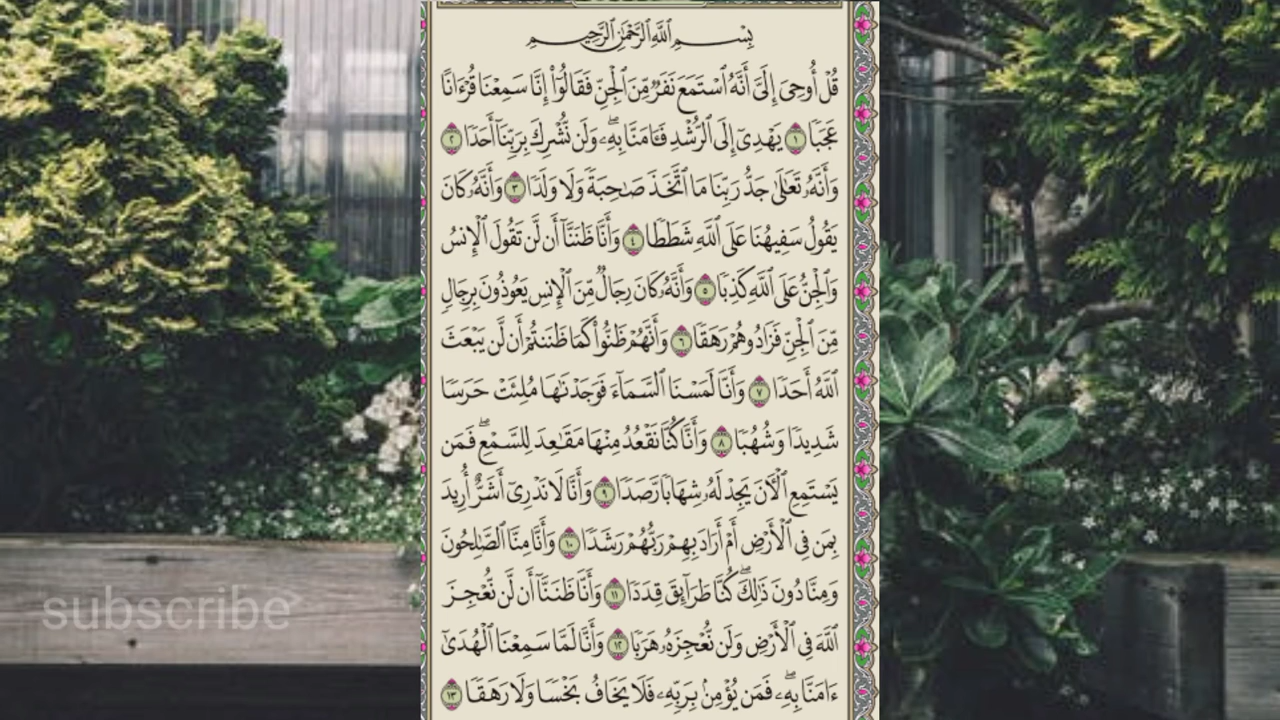 بِسْمِ ٱللَّهِ ٱلرَّحْمَٰنِ ٱلرَّحِيمِ
قُلْ أُوحِىَ إِلَىَّ أَنَّهُ ٱسْتَمَعَ نَفَرٌ مِّنَ ٱلْجِنِّ فَقَالُوٓا۟ إِنَّا سَمِعْنَا قُرْءَانًا
عَجَبًا ١ يَهْدِىٓ إِلَى ٱلرُّشْدِ فَـَٔامَنَّا بِهِۦ ۖ وَلَن نُّشْرِكَ بِرَبِّنَآ أَحَدًا ٢
وَأَنَّهُۥ تَعَٰلَىٰ جَدُّ رَبِّنَا مَا ٱتَّخَذَ صَٰحِبَةً وَلَا وَلَدًا ٣ وَأَنَّهُۥ كَانَ
يَقُولُ سَفِيهُنَا عَلَى ٱللَّهِ شَطَطًا ٤ وَأَنَّا ظَنَنَّآ أَن لَّن تَقُولَ ٱلْإِنسُ
وَٱلْجِنُّ عَلَى ٱللَّهِ كَذِبًا ٥ وَأَنَّهُۥ كَانَ رِجَالٌ مِّنَ ٱلْإِنسِ يَعُوذُونَ بِرِجَالٍ
مِّنَ ٱلْجِنِّ فَزَادُوهُمْ رَهَقًا ٦ وَأَنَّهُمْ ظَنُّوا۟ كَمَا ظَنَنتُمْ أَن لَّن يَبْعَثَ
ٱللَّهُ أَحَدًا ٧ وَأَنَّا لَمَسْنَا ٱلسَّمَآءَ فَوَجَدْنَٰهَا مُلِئَتْ حَرَسًا
شَدِيدًا وَشُهُبًا ٨ وَأَنَّا كُنَّا نَقْعُدُ مِنْهَا مَقَٰعِدَ لِلسَّمْعِ ۖ فَمَن
يَسْتَمِعِ ٱلْـَٔانَ يَجِدْ لَهُۥ شِهَابًا رَّصَدًا ٩ وَأَنَّا لَا نَدْرِىٓ أَشَرٌّ أُرِيدَ
بِمَن فِى ٱلْأَرْضِ أَمْ أَرَادَ بِهِمْ رَبُّهُمْ رَشَدًا ١٠ وَأَنَّا مِنَّا ٱلصَّٰلِحُونَ
وَمِنَّا دُونَ ذَٰلِكَ ۖ كُنَّا طَرَآئِقَ قِدَدًا ١١ وَأَنَّا ظَنَنَّآ أَن لَّن نُّعْجِزَ
ٱللَّهَ فِى ٱلْأَرْضِ وَلَن نُّعْجِزَهُۥ هَرَبًا ١٢ وَأَنَّا لَمَّا سَمِعْنَا ٱلْهُدَىٰٓ
ءَامَنَّا بِهِۦ ۖ فَمَن يُؤْمِنۢ بِرَبِّهِۦ فَلَا يَخَافُ بَخْسًا وَلَا رَهَقًا ١٣
subscribe